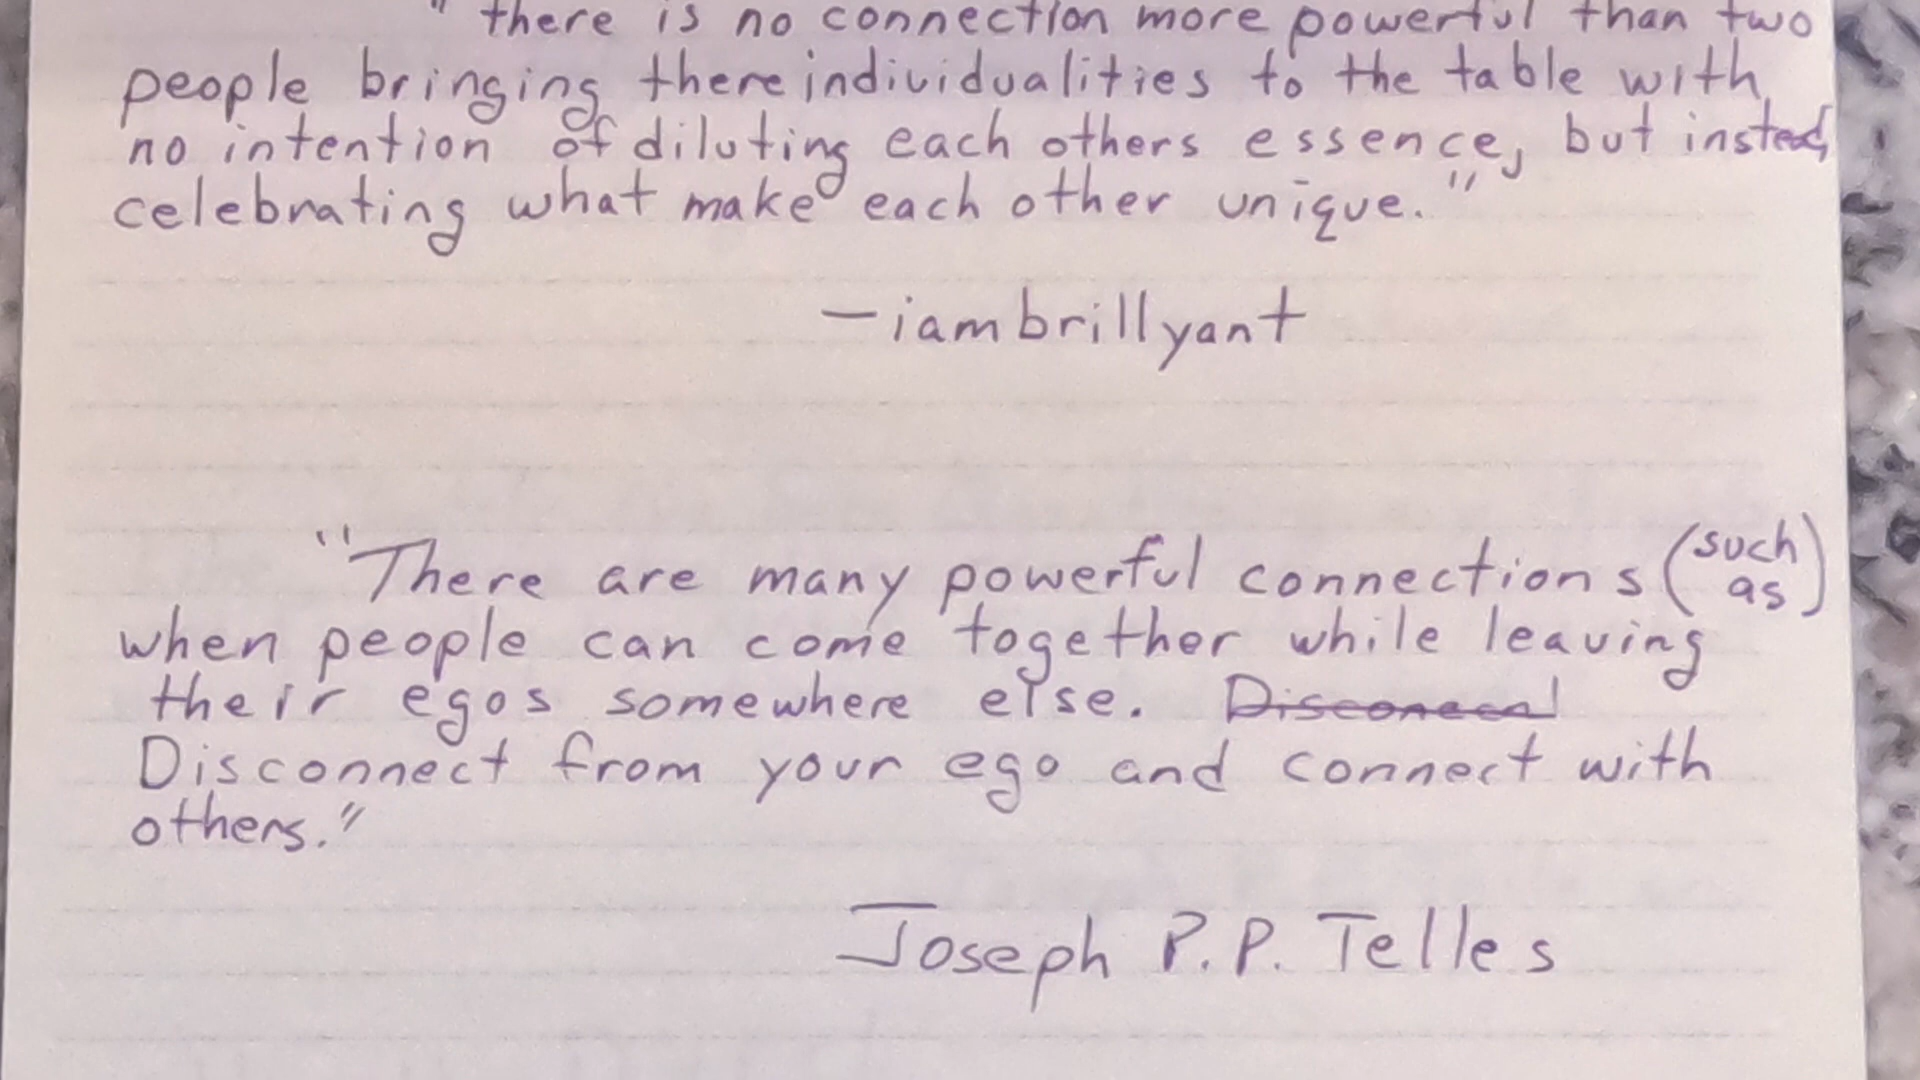 " there is no connection more powerful than two
people bringing there individualities to the table with
no intention of diluting each others essence, but insted,
celebrating what make each other unique."
- iambrillyant
"There are many powerful connections (such as)
when people can come together while leaving
their egos somewhere else.
Disconnect from your ego and connect with
others."
Joseph P.P. Telles